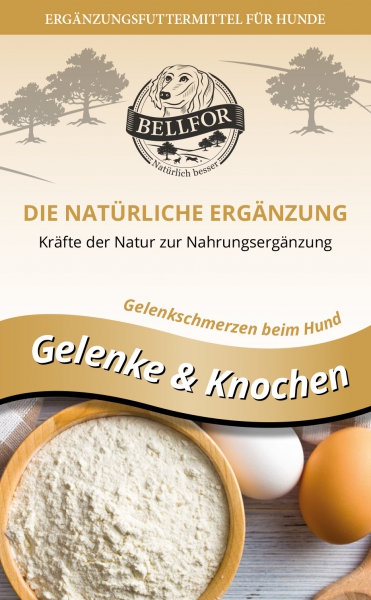 ERGÄNZUNGSFUTTERMITTEL FÜR HUNDE
BELLFOR
Natürlich besser
DIE NATÜRLICHE ERGÄNZUNG
Kräfte der Natur zur Nahrungsergänzung
Gelenkschmerzen beim Hund
Gelenke & Knochen